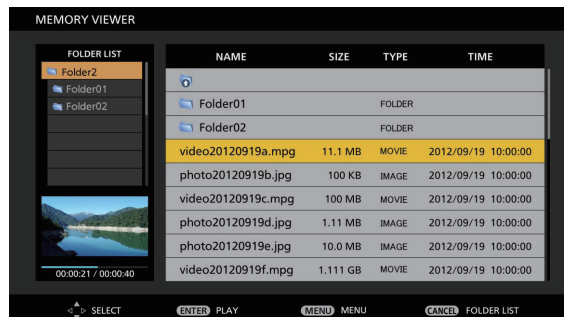 MEMORY VIEWER
FOLDER LIST
Folder2
Folder01
Folder02
00:00:21 / 00:00:40
NAME SIZE TYPE TIME
Folder01 FOLDER
Folder02 FOLDER
video20120919a.mpg 11.1 MB MOVIE 2012/09/19 10:00:00
photo20120919b.jpg 100 KB IMAGE 2012/09/19 10:00:00
video20120919c.mpg 100 MB MOVIE 2012/09/19 10:00:00
photo20120919d.jpg 1.11 MB IMAGE 2012/09/19 10:00:00
photo20120919e.jpg 10.0 MB IMAGE 2012/09/19 10:00:00
video20120919f.mpg 1.111 GB MOVIE 2012/09/19 10:00:00
SELECT ENTER PLAY MENU MENU CANCEL FOLDER LIST